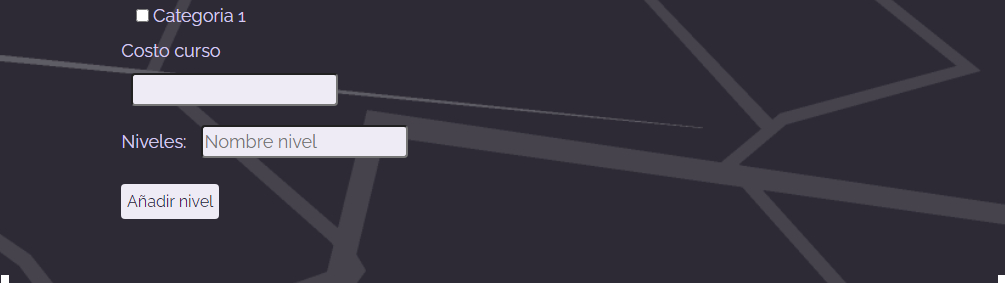 Categoria 1
Costo curso
Niveles: Nombre nivel
Añadir nivel